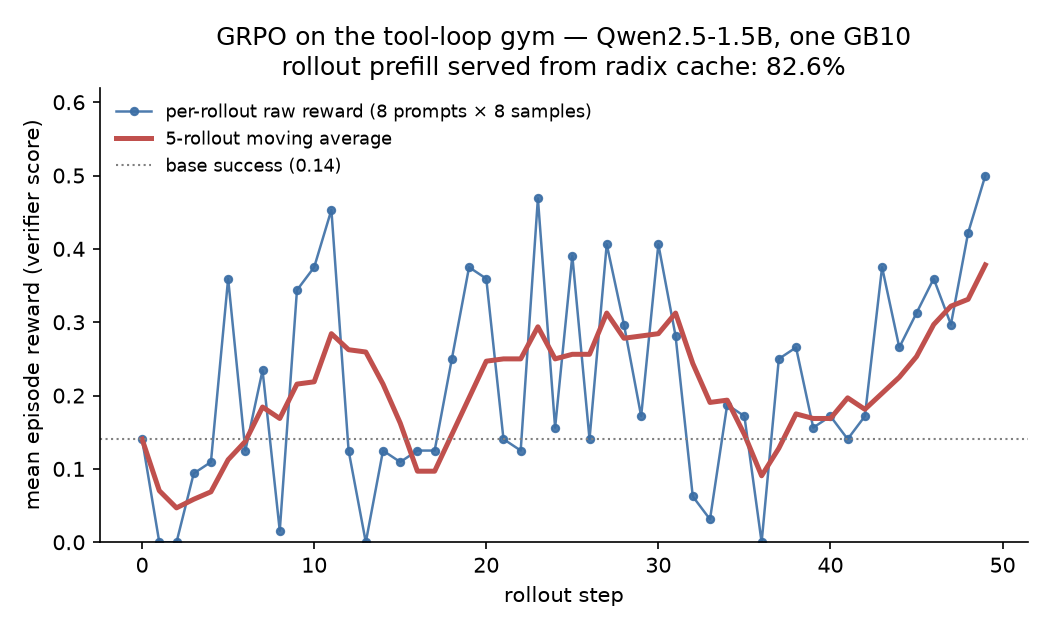 GRPO on the tool-loop gym — Qwen2.5-1.5B, one GB10
rollout prefill served from radix cache: 82.6%
per-rollout raw reward (8 prompts × 8 samples)
5-rollout moving average
base success (0.14)
mean episode reward (verifier score)
0.6
0.5
0.4
0.3
0.2
0.1
0.0
0
10
20
30
40
50
rollout step